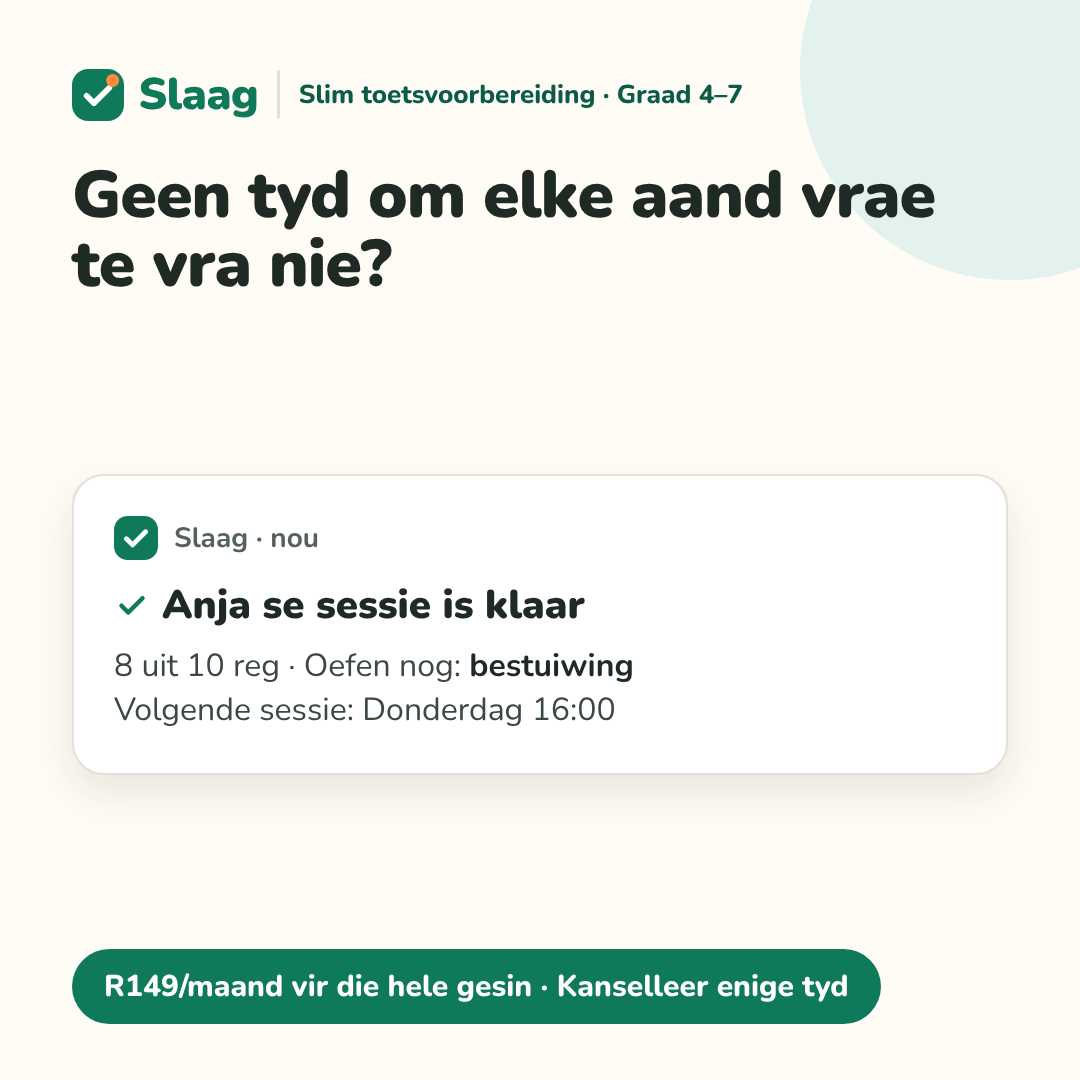 Slaag
Slim toetsvoorbereiding · Graad 4–7
Geen tyd om elke aand vrae
te vra nie?
Slaag · nou
Anja se sessie is klaar
8 uit 10 reg · Oefen nog: bestuiwing
Volgende sessie: Donderdag 16:00
R149/maand vir die hele gesin · Kanselleer enige tyd